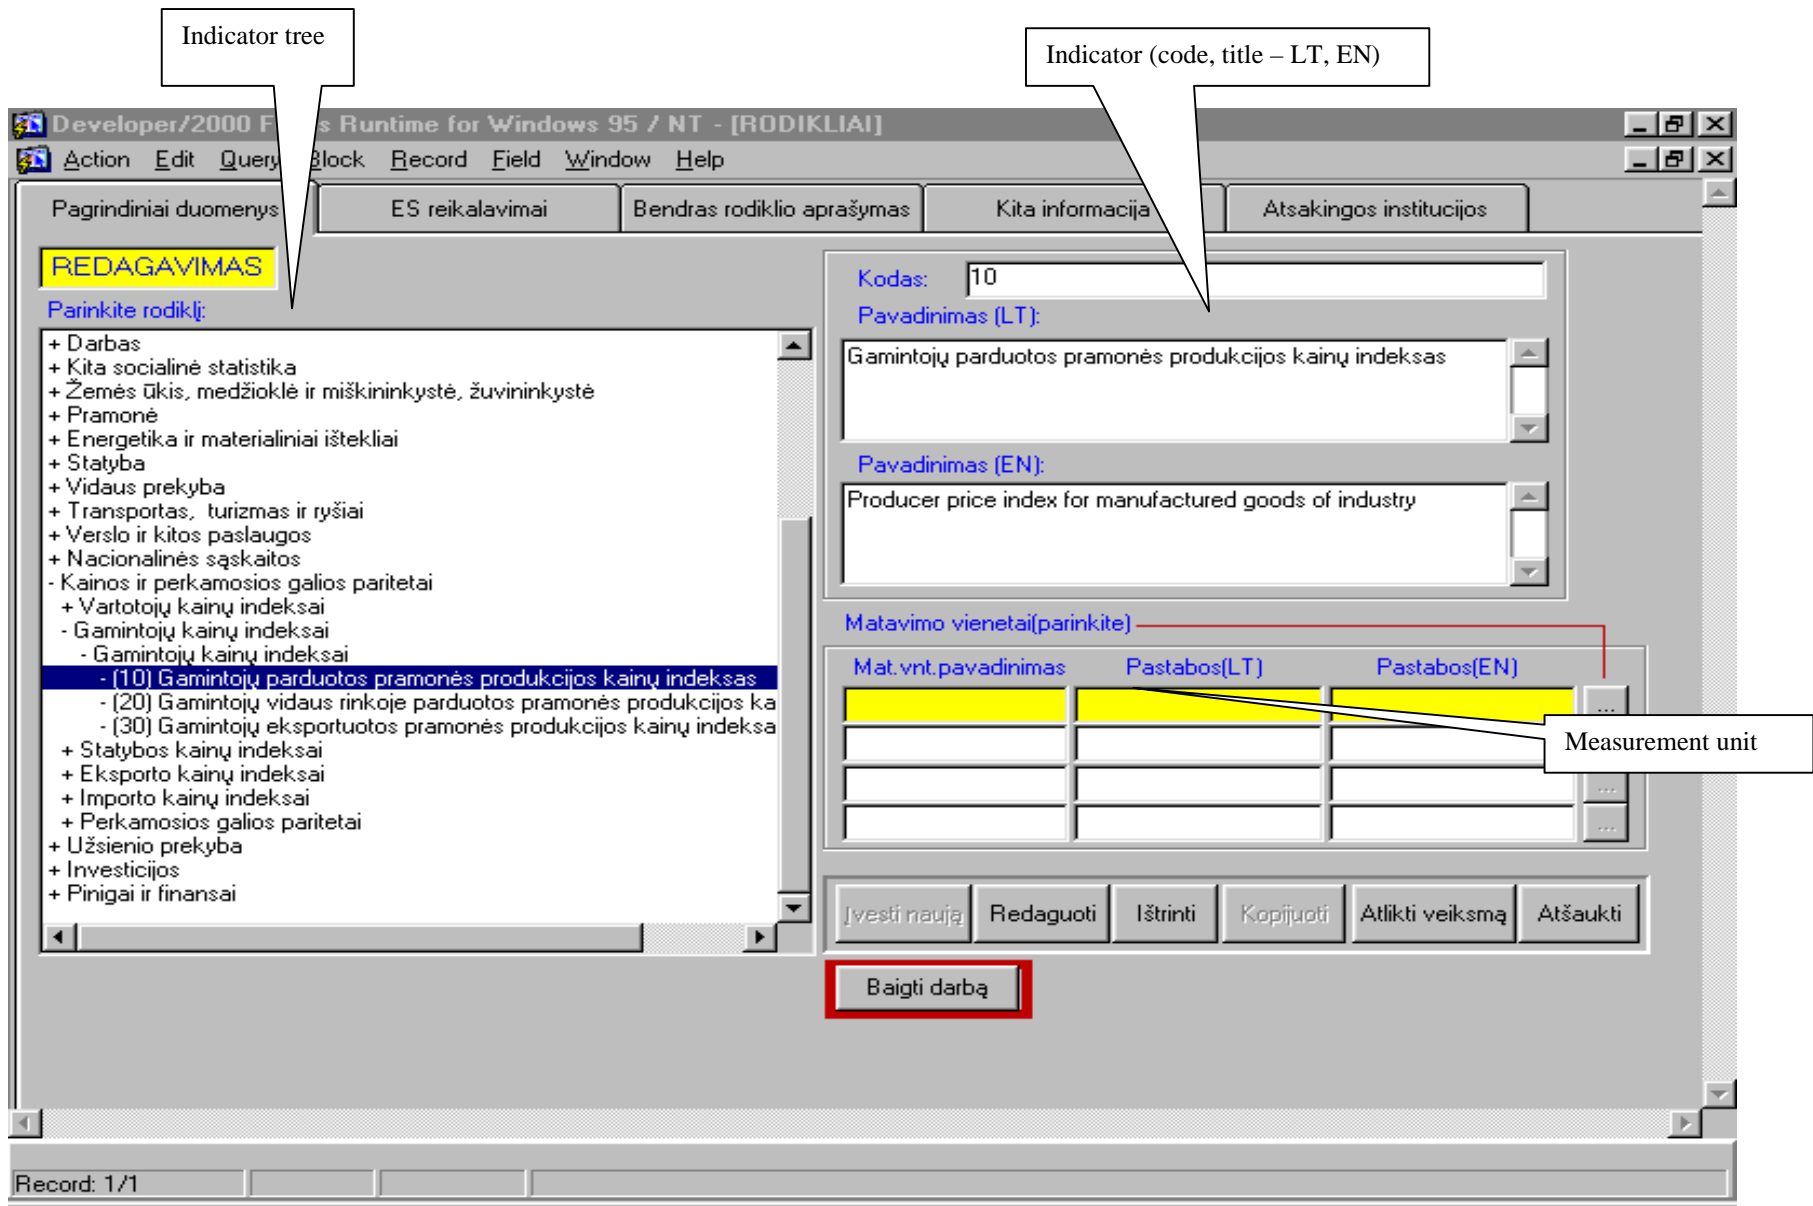 Indicator tree
Indicator (code, title – LT, EN)
Developer/2000 F s Runtime for Windows 95 / NT - [RODIKLIAI]
Action Edit Query Block Record Field Window Help
Pagrindiniai duomenys ES reikalavimai Bendras rodiklio aprašymas Kita informacija Atsakingos institucijos
REDAGAVIMAS
Parinkite rodiklį:
+ Darbas
+ Kita socialinė statistika
+ Žemės ūkis, medžioklė ir miškininkystė, žuvininkystė
+ Pramonė
+ Energetika ir materialiniai ištekliai
+ Statyba
+ Vidaus prekyba
+ Transportas, turizmas ir ryšiai
+ Verslo ir kitos paslaugos
+ Nacionalinės sąskaitos
- Kainos ir perkamosios galios paritetai
+ Vartotojų kainų indeksai
- Gamintojų kainų indeksai
- Gamintojų kainų indeksai
- (10) Gamintojų parduotos pramonės produkcijos kainų indeksas
- (20) Gamintojų vidaus rinkoje parduotos pramonės produkcijos ka
- (30) Gamintojų eksportuotos pramonės produkcijos kainų indeksa
+ Statybos kainų indeksai
+ Eksporto kainų indeksai
+ Importo kainų indeksai
+ Perkamosios galios paritetai
+ Užsienio prekyba
+ Investicijos
+ Pinigai ir finansai
Kodas: 10
Pavadinimas (LT):
Gamintojų parduotos pramonės produkcijos kainų indeksas
Pavadinimas (EN):
Producer price index for manufactured goods of industry
Matavimo vienetai(parinkite)
Mat.vnt.pavadinimas Pastabos(LT) Pastabos(EN)
...
Measurement unit
...
...
Įvesti naują Redaguoti Ištrinti Kopijuoti Atlikti veiksmą Atšaukti
Baigti darbą
Record: 1/1